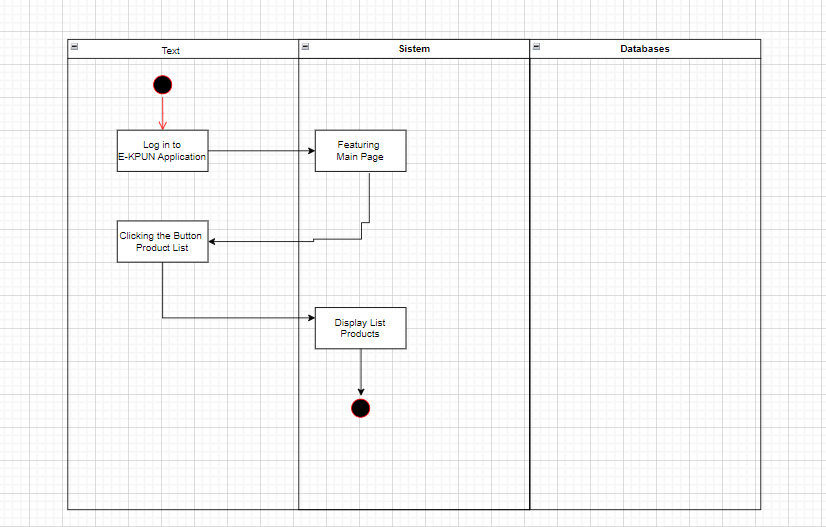 Text
Sistem
Databases
Log in to
E-KPUN Application
Featuring
Main Page
Clicking the Button
Product List
Display List
Products